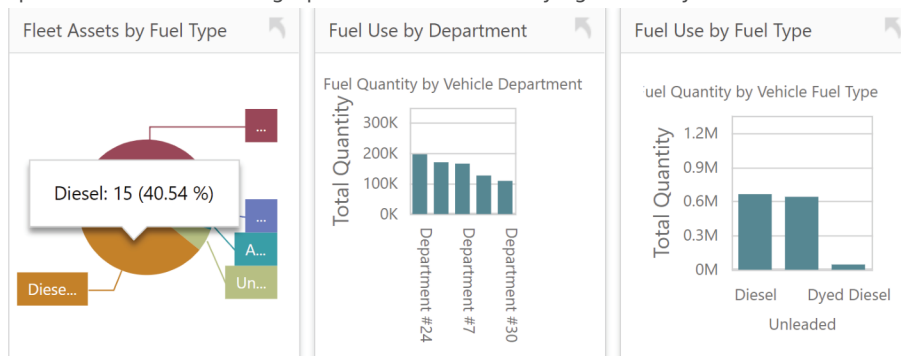 Fleet Assets by Fuel Type
...
Diesel: 15 (40.54 %)
...
A...
Un...
Diese...
Fuel Use by Department
Fuel Quantity by Vehicle Department
Total Quantity
300K
200K
100K
0K
Department #24
Department #7
Department #30
Fuel Use by Fuel Type
uel Quantity by Vehicle Fuel Type
Total Quantity
1.2M
0.9M
0.6M
0.3M
0M
Diesel
Dyed Diesel
Unleaded